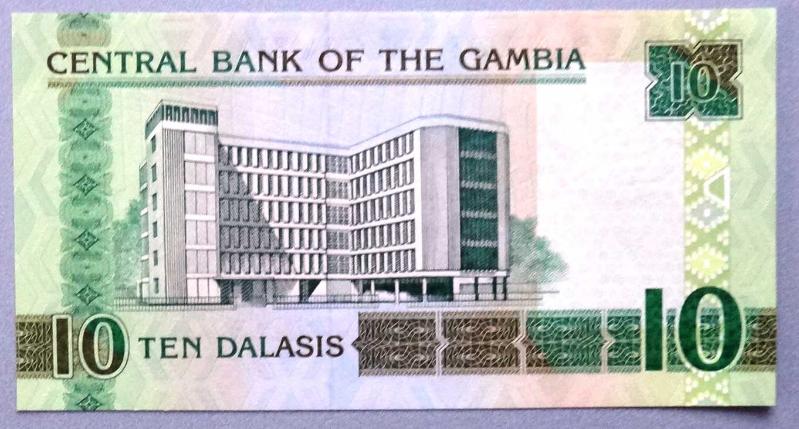 CENTRAL BANK OF THE GAMBIA
10
10 TEN DALASIS
10